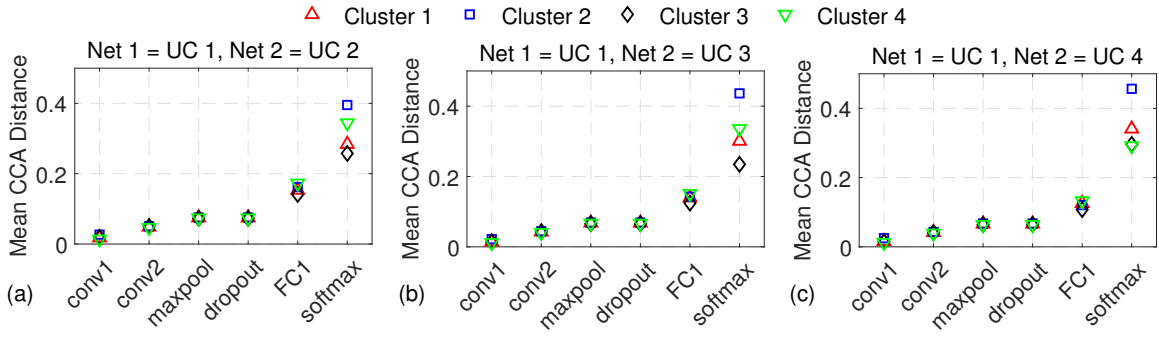 Cluster 1 Cluster 2 Cluster 3 Cluster 4
Net 1 = UC 1, Net 2 = UC 2
Mean CCA Distance
0.4
0.2
0
conv1 conv2 maxpool dropout FC1 softmax
(a)
Net 1 = UC 1, Net 2 = UC 3
Mean CCA Distance
0.4
0.2
0
conv1 conv2 maxpool dropout FC1 softmax
(b)
Net 1 = UC 1, Net 2 = UC 4
Mean CCA Distance
0.4
0.2
0
conv1 conv2 maxpool dropout FC1 softmax
(c)